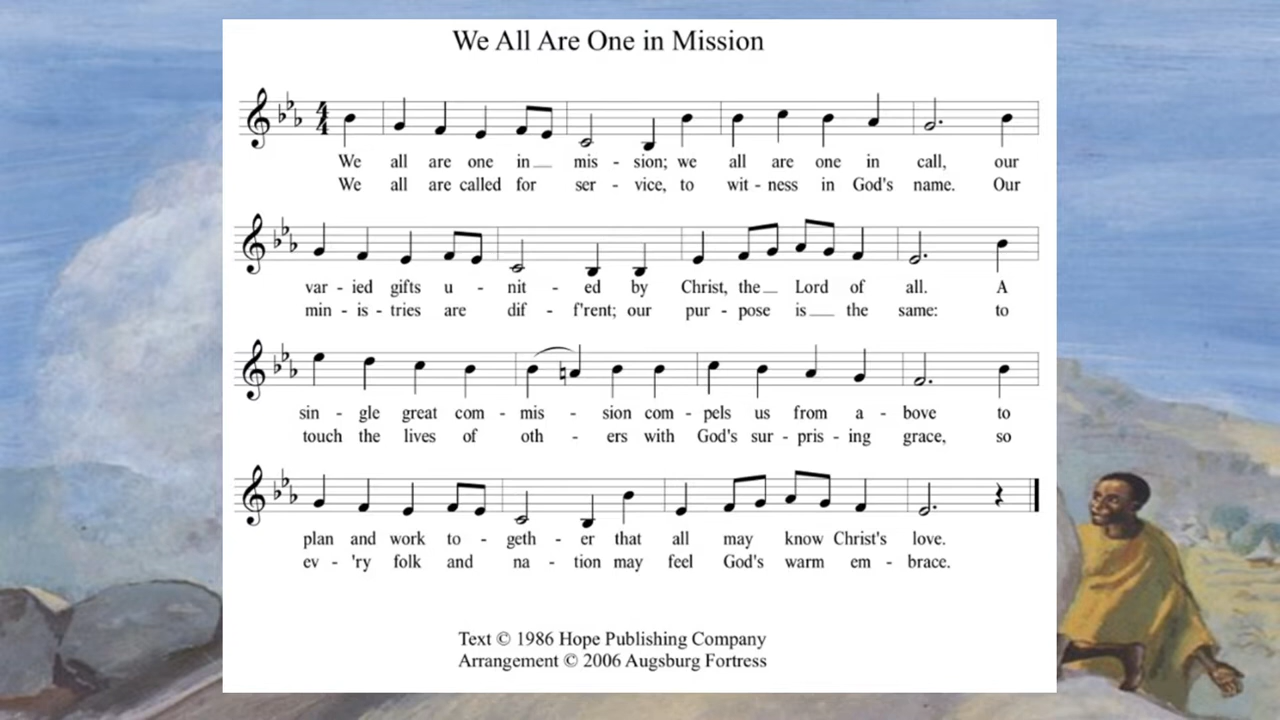 We All Are One in Mission
4
4
We all are one in mis - sion; we all are one in call, our
We all are called for ser - vice, to wit - ness in God's name. Our
var - ied gifts u - nit - ed by Christ, the Lord of all. A
min - is - tries are dif - f'rent; our pur - pose is the same: to
sin - gle great com - mis - sion com - pels us from a - bove to
touch the lives of oth - ers with God's sur - pris - ing grace, so
plan and work to - geth - er that all may know Christ's love.
ev - 'ry folk and na - tion may feel God's warm em - brace.
Text © 1986 Hope Publishing Company
Arrangement © 2006 Augsburg Fortress